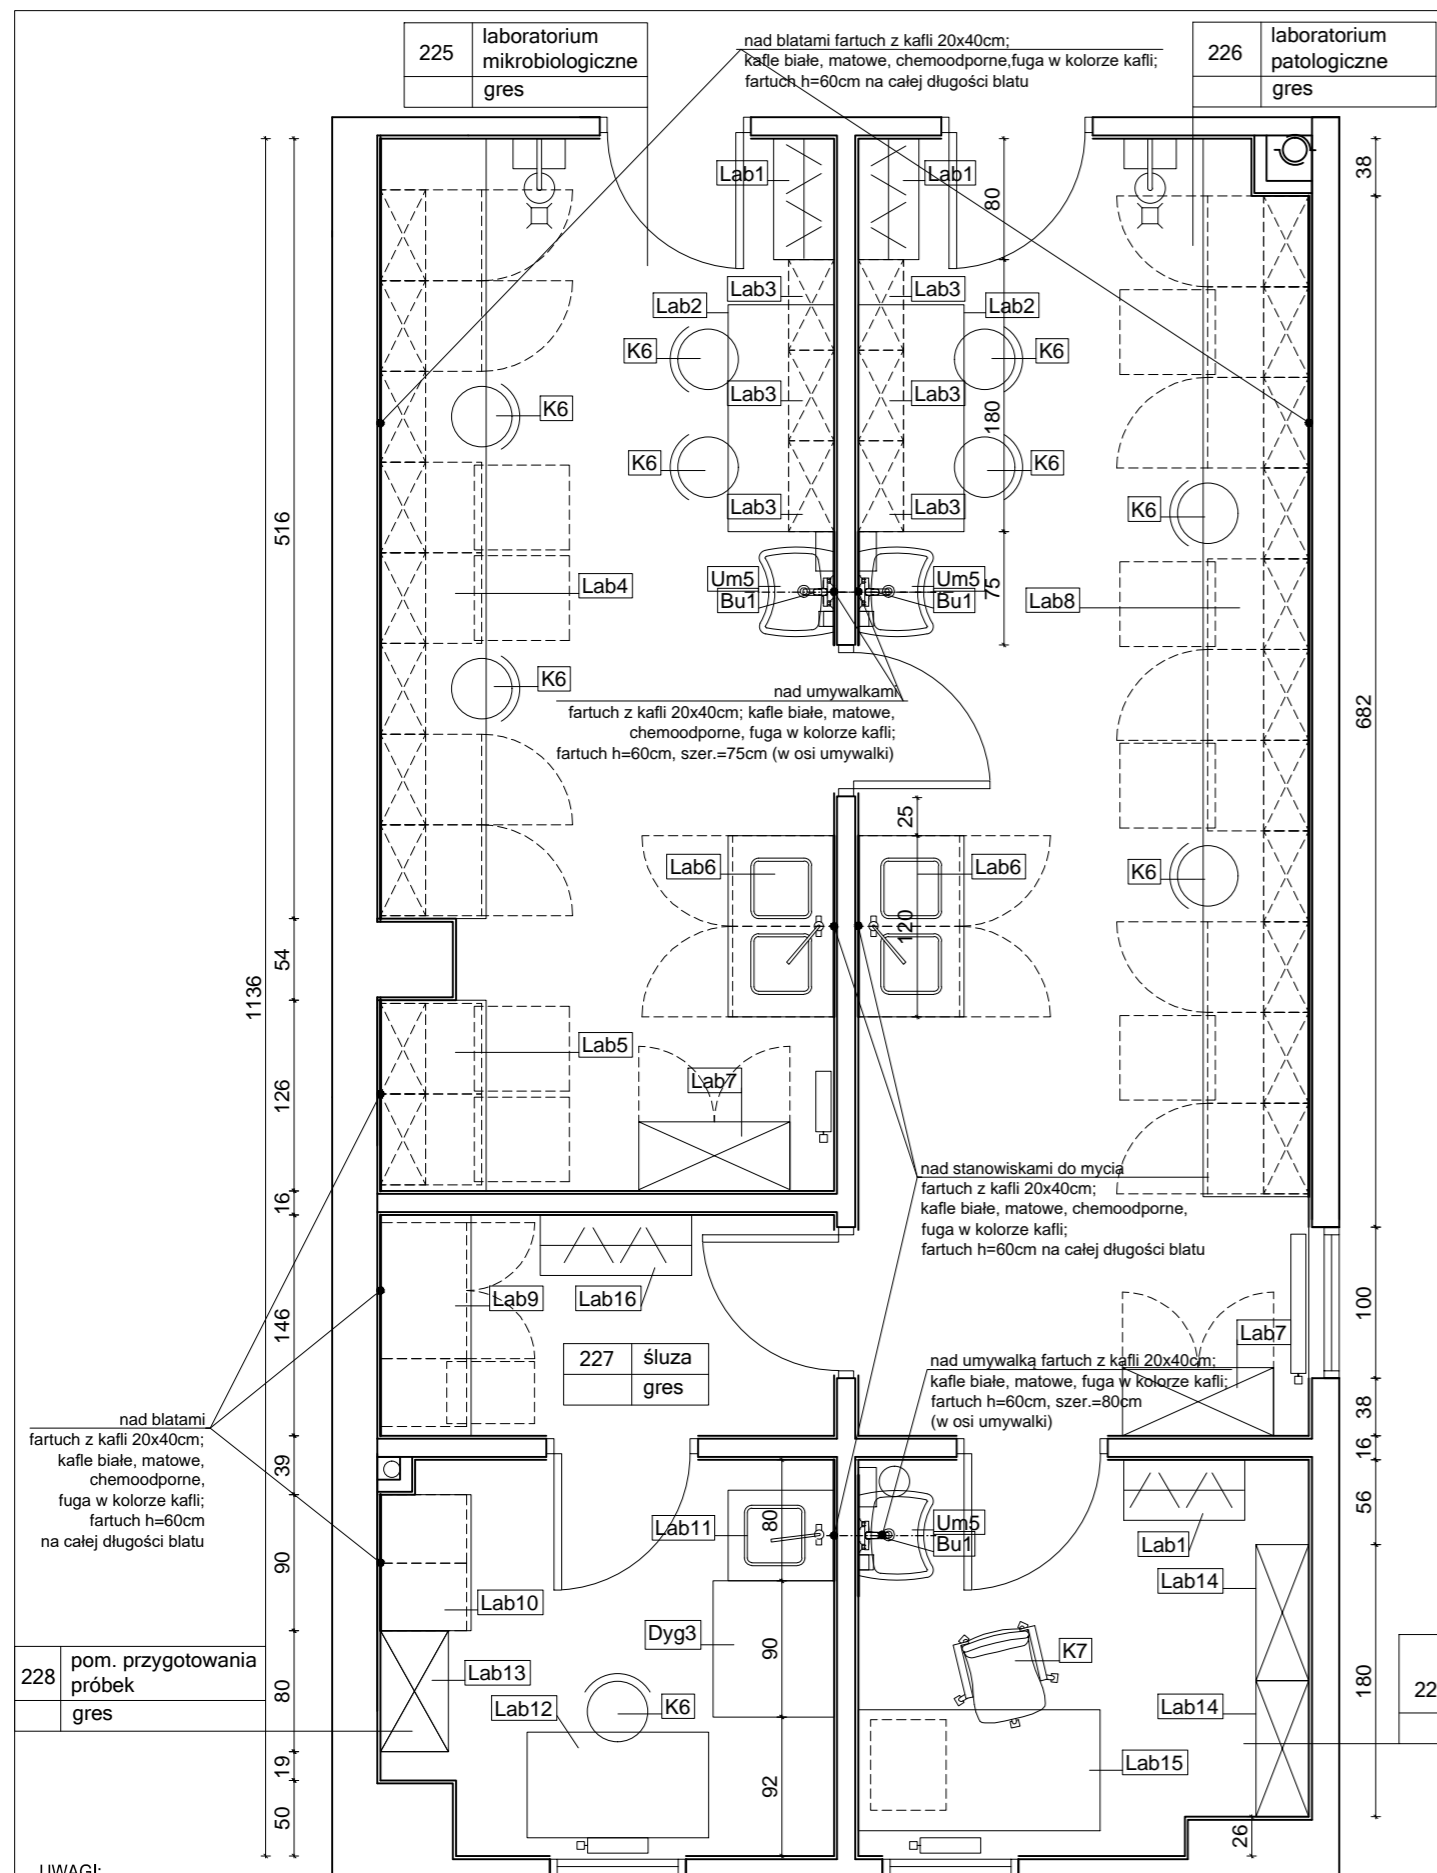 225
laboratorium
mikrobiologiczne
gres
nad blatami fartuch z kafli 20x40cm;
kafle białe, matowe, chemoodporne,fuga w kolorze kafli;
fartuch h=60cm na całej długości blatu
226
laboratorium
patologiczne
gres
Lab1
Lab1
80
38
Lab3
Lab3
Lab2
Lab2
K6
K6
Lab3
Lab3
180
K6
K6
K6
Lab3
Lab3
K6
516
Um5
Bu1
Um5
Bu1
75
Lab4
Lab8
K6
nad umywalkami
fartuch z kafli 20x40cm; kafle białe, matowe,
chemoodporne, fuga w kolorze kafli;
fartuch h=60cm, szer.=75cm (w osi umywalki)
682
25
Lab6
Lab6
K6
120
54
1136
Lab5
Lab7
126
nad stanowiskami do mycia
fartuch z kafli 20x40cm;
kafle białe, matowe, chemoodporne,
fuga w kolorze kafli;
fartuch h=60cm na całej długości blatu
16
Lab9
Lab16
146
100
Lab7
227
śluza
gres
nad umywalką fartuch z kafli 20x40cm;
kafle białe, matowe, fuga w kolorze kafli;
fartuch h=60cm, szer.=80cm
(w osi umywalki)
38
nad blatami
fartuch z kafli 20x40cm;
kafle białe, matowe,
chemoodporne,
fuga w kolorze kafli;
fartuch h=60cm
na całej długości blatu
39
16
56
Lab11
80
Um5
Bu1
Lab1
90
Lab14
Lab10
Dyg3
90
K7
228
pom. przygotowania
próbek
gres
Lab13
80
180
22
Lab12
K6
Lab14
19
92
Lab15
50
26
UWAGI: